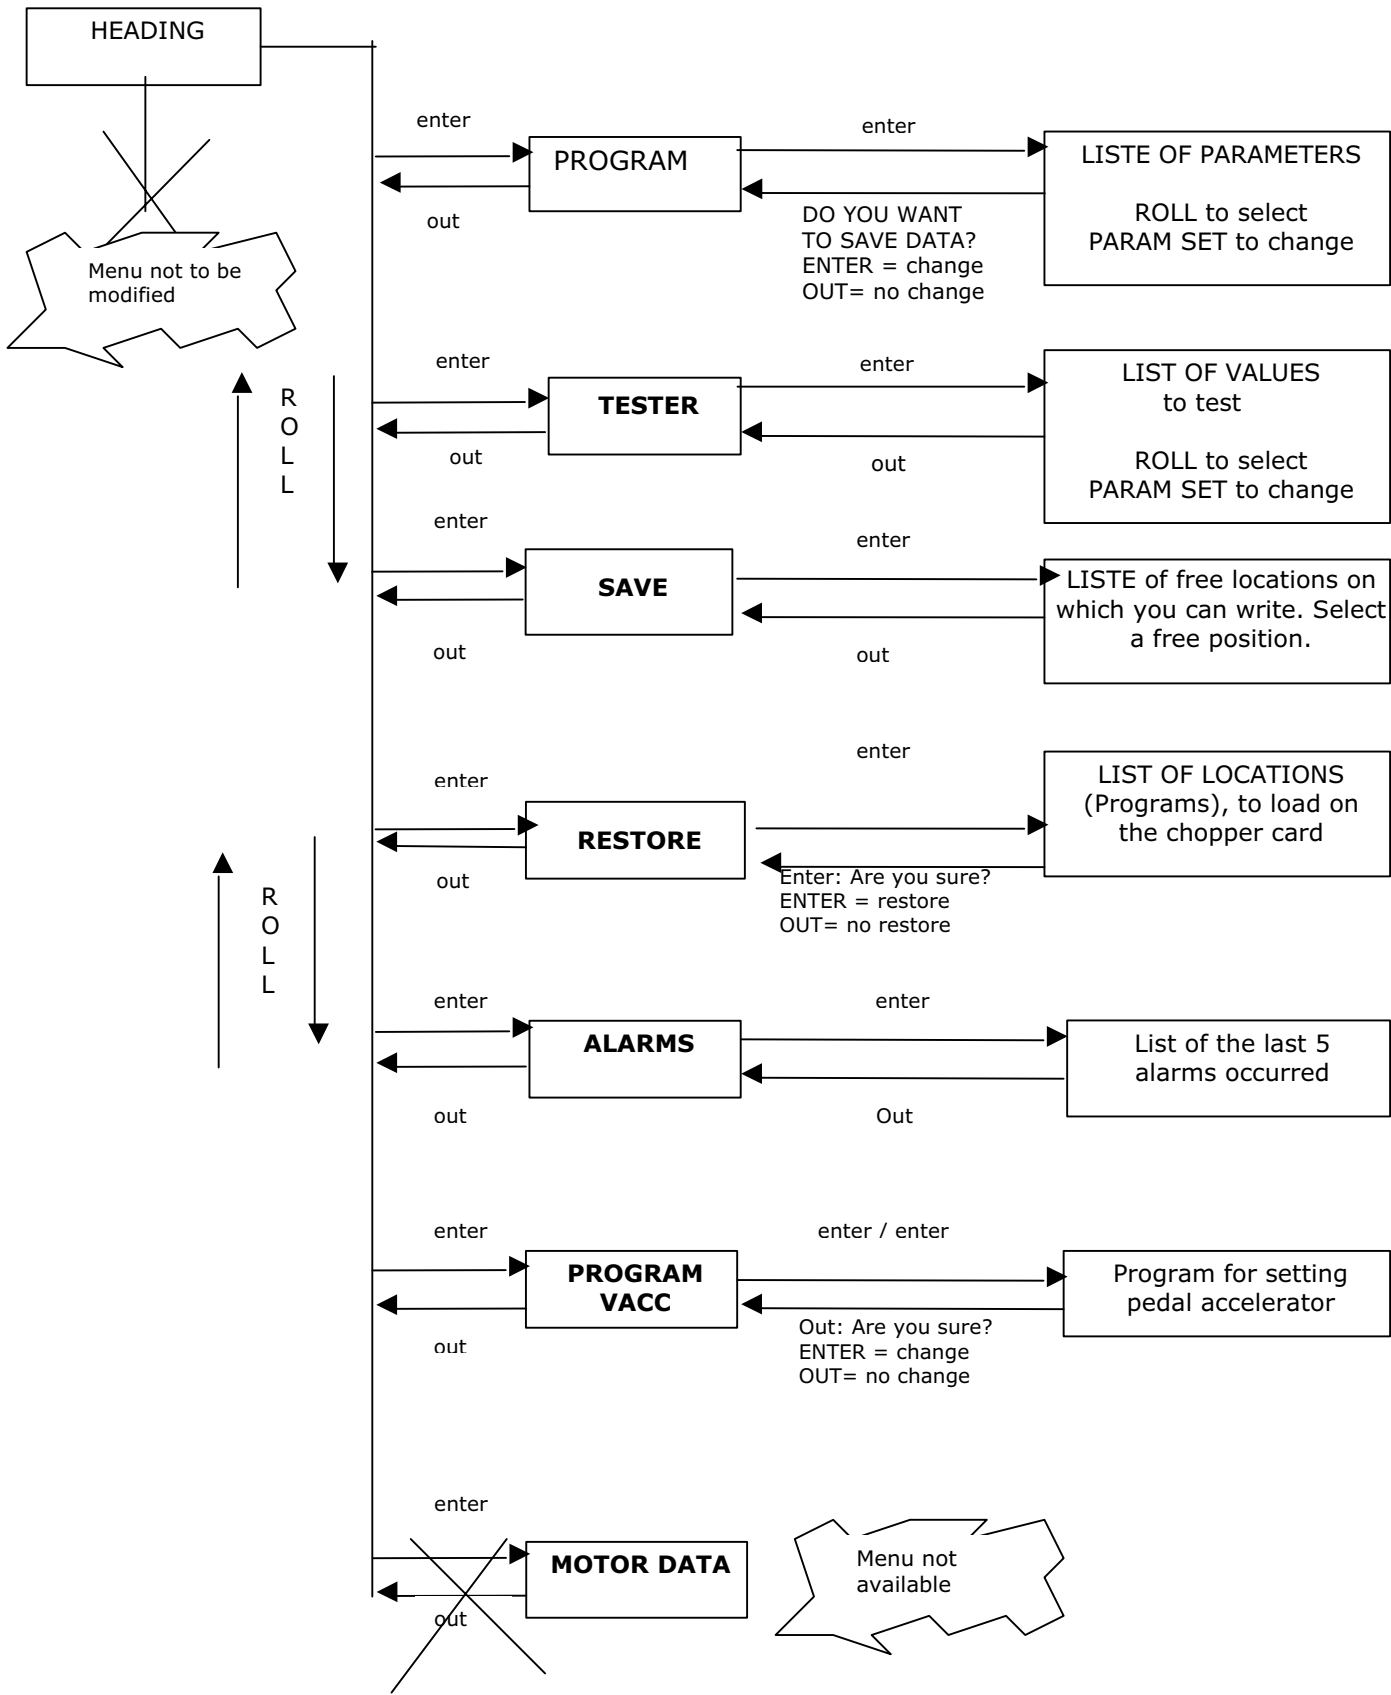 HEADING
enter
enter
PROGRAM
LISTE OF PARAMETERS
ROLL to select
PARAM SET to change
out
DO YOU WANT
TO SAVE DATA?
ENTER = change
OUT= no change
Menu not to be
modified
enter
enter
R
O
L
L
TESTER
LIST OF VALUES
to test
ROLL to select
PARAM SET to change
out
out
enter
enter
SAVE
LISTE of free locations on
which you can write. Select
a free position.
out
out
enter
enter
RESTORE
LIST OF LOCATIONS
(Programs), to load on
the chopper card
out
Enter: Are you sure?
ENTER = restore
OUT= no restore
R
O
L
L
enter
enter
ALARMS
List of the last 5
alarms occurred
out
Out
enter
enter / enter
PROGRAM
VACC
Program for setting
pedal accelerator
out
Out: Are you sure?
ENTER = change
OUT= no change
enter
MOTOR DATA
Menu not
available
out